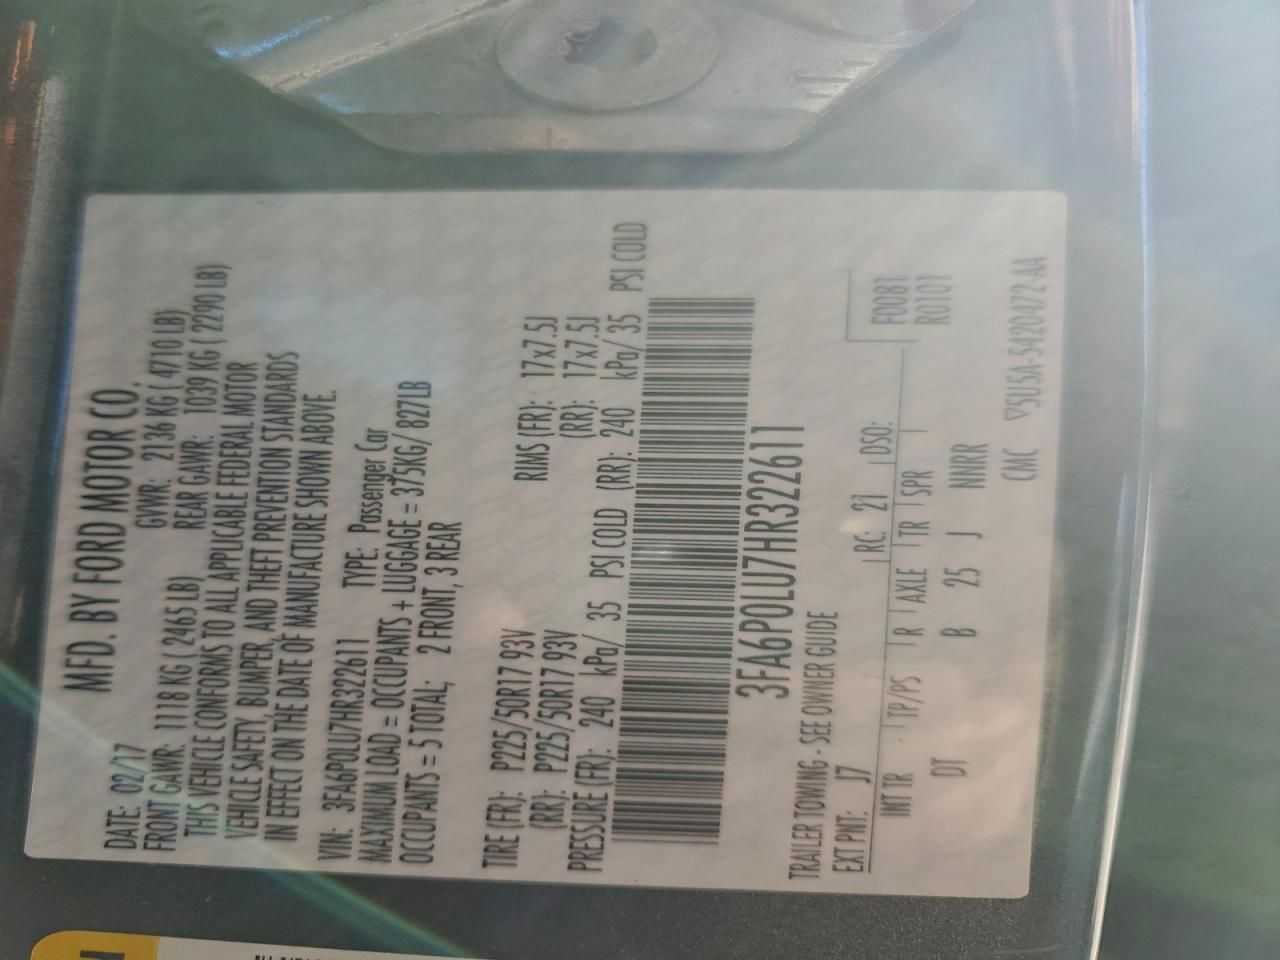 MFD. BY FORD MOTOR CO.
DATE: 02/17 GVWR: 2136 KG ( 4710 LB)
FRONT GAWR: 1118 KG ( 2465 LB) REAR GAWR: 1039 KG ( 2290 LB)
THIS VEHICLE CONFORMS TO ALL APPLICABLE FEDERAL MOTOR
VEHICLE SAFETY, BUMPER, AND THEFT PREVENTION STANDARDS
IN EFFECT ON THE DATE OF MANUFACTURE SHOWN ABOVE.
VIN: 3FA6P0LU7HR322611 TYPE: Passenger Car
MAXIMUM LOAD = OCCUPANTS + LUGGAGE = 375KG/ 827LB
OCCUPANTS = 5 TOTAL; 2 FRONT, 3 REAR
TIRE (FR): P225/50R17 93V RIMS (FR): 17x7.5J
(RR): P225/50R17 93V (RR): 17x7.5J
PRESSURE (FR): 240 kPa/ 35 PSI COLD (RR): 240 kPa/ 35 PSI COLD
3FA6P0LU7HR322611
TRAILER TOWING - SEE OWNER GUIDE
EXT PNT: J7 RC: 21 DSO: F0081
R0101
INT TR TP/PS R AXLE TR SPR
DT B 25 J NNRR
CMC ▽5U5A-5420472-AA